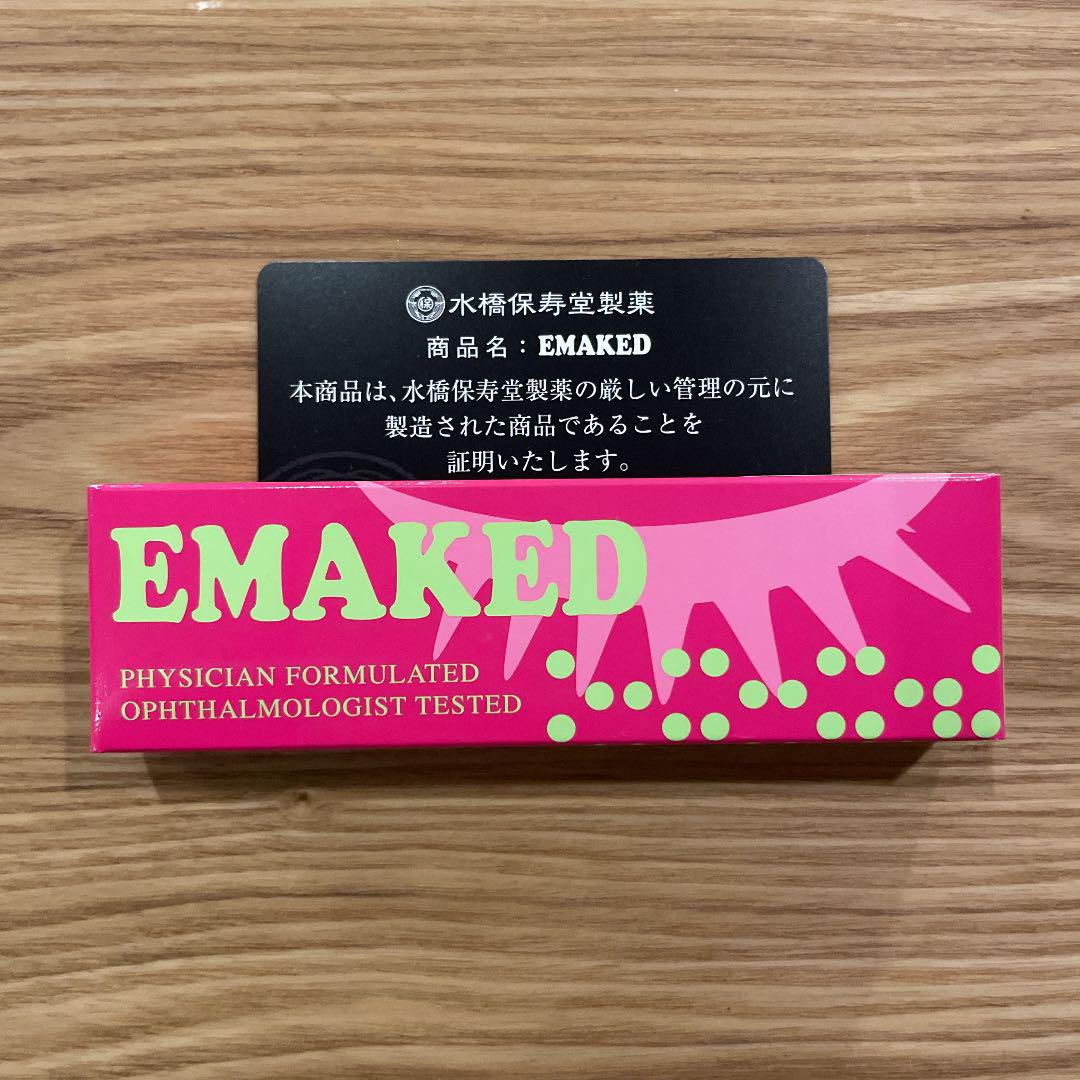 保 水橋保寿堂製薬
商品名：EMAKED
本商品は、水橋保寿堂製薬の厳しい管理の元に
製造された商品であることを
証明いたします。
EMAKED
PHYSICIAN FORMULATED
OPHTHALMOLOGIST TESTED